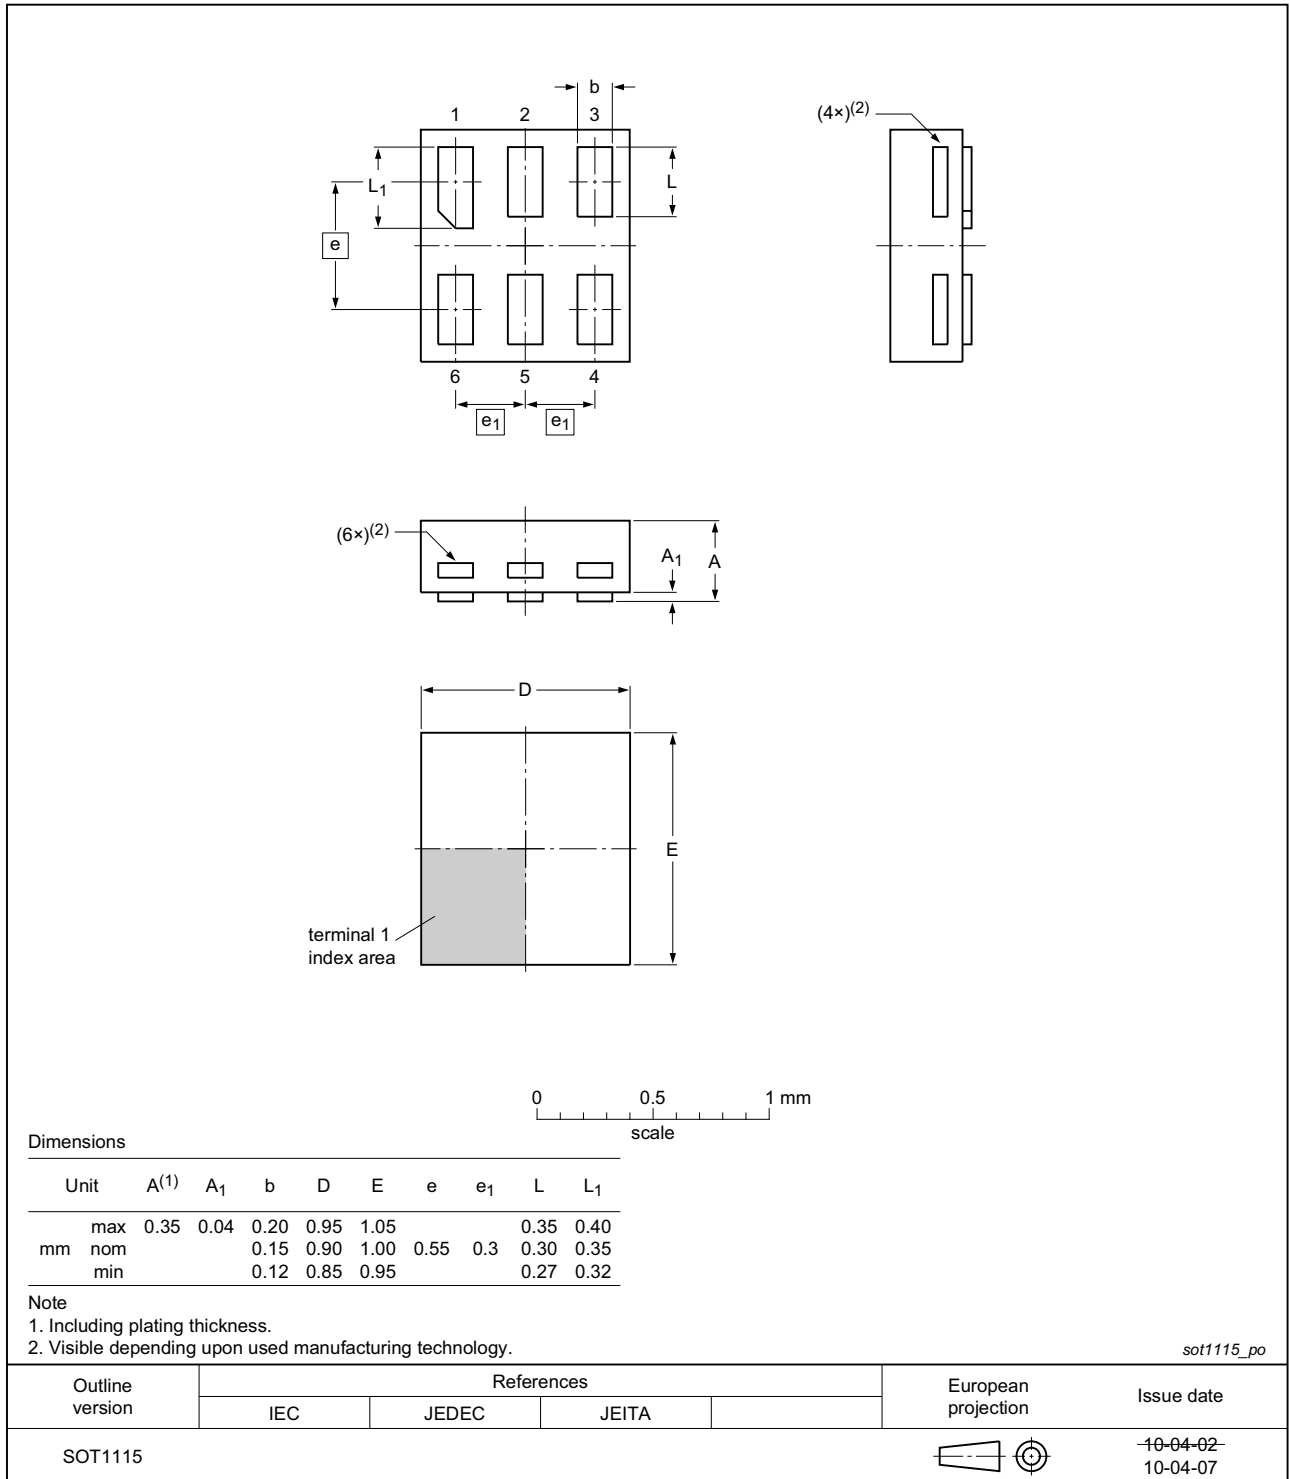 b
1 2 3
(4×)(2)
L1
L
e
6 5 4
e1 e1
(6×)(2)
A1 A
D
E
terminal 1
index area
0 0.5 1 mm
scale
Dimensions
Unit A(1) A1 b D E e e1 L L1
max 0.35 0.04 0.20 0.95 1.05 0.35 0.40
mm nom 0.15 0.90 1.00 0.55 0.3 0.30 0.35
min 0.12 0.85 0.95 0.27 0.32
Note
1. Including plating thickness.
2. Visible depending upon used manufacturing technology.
sot1115_po
Outline version
References
IEC JEDEC JEITA
European projection
Issue date
SOT1115
10-04-02
10-04-07